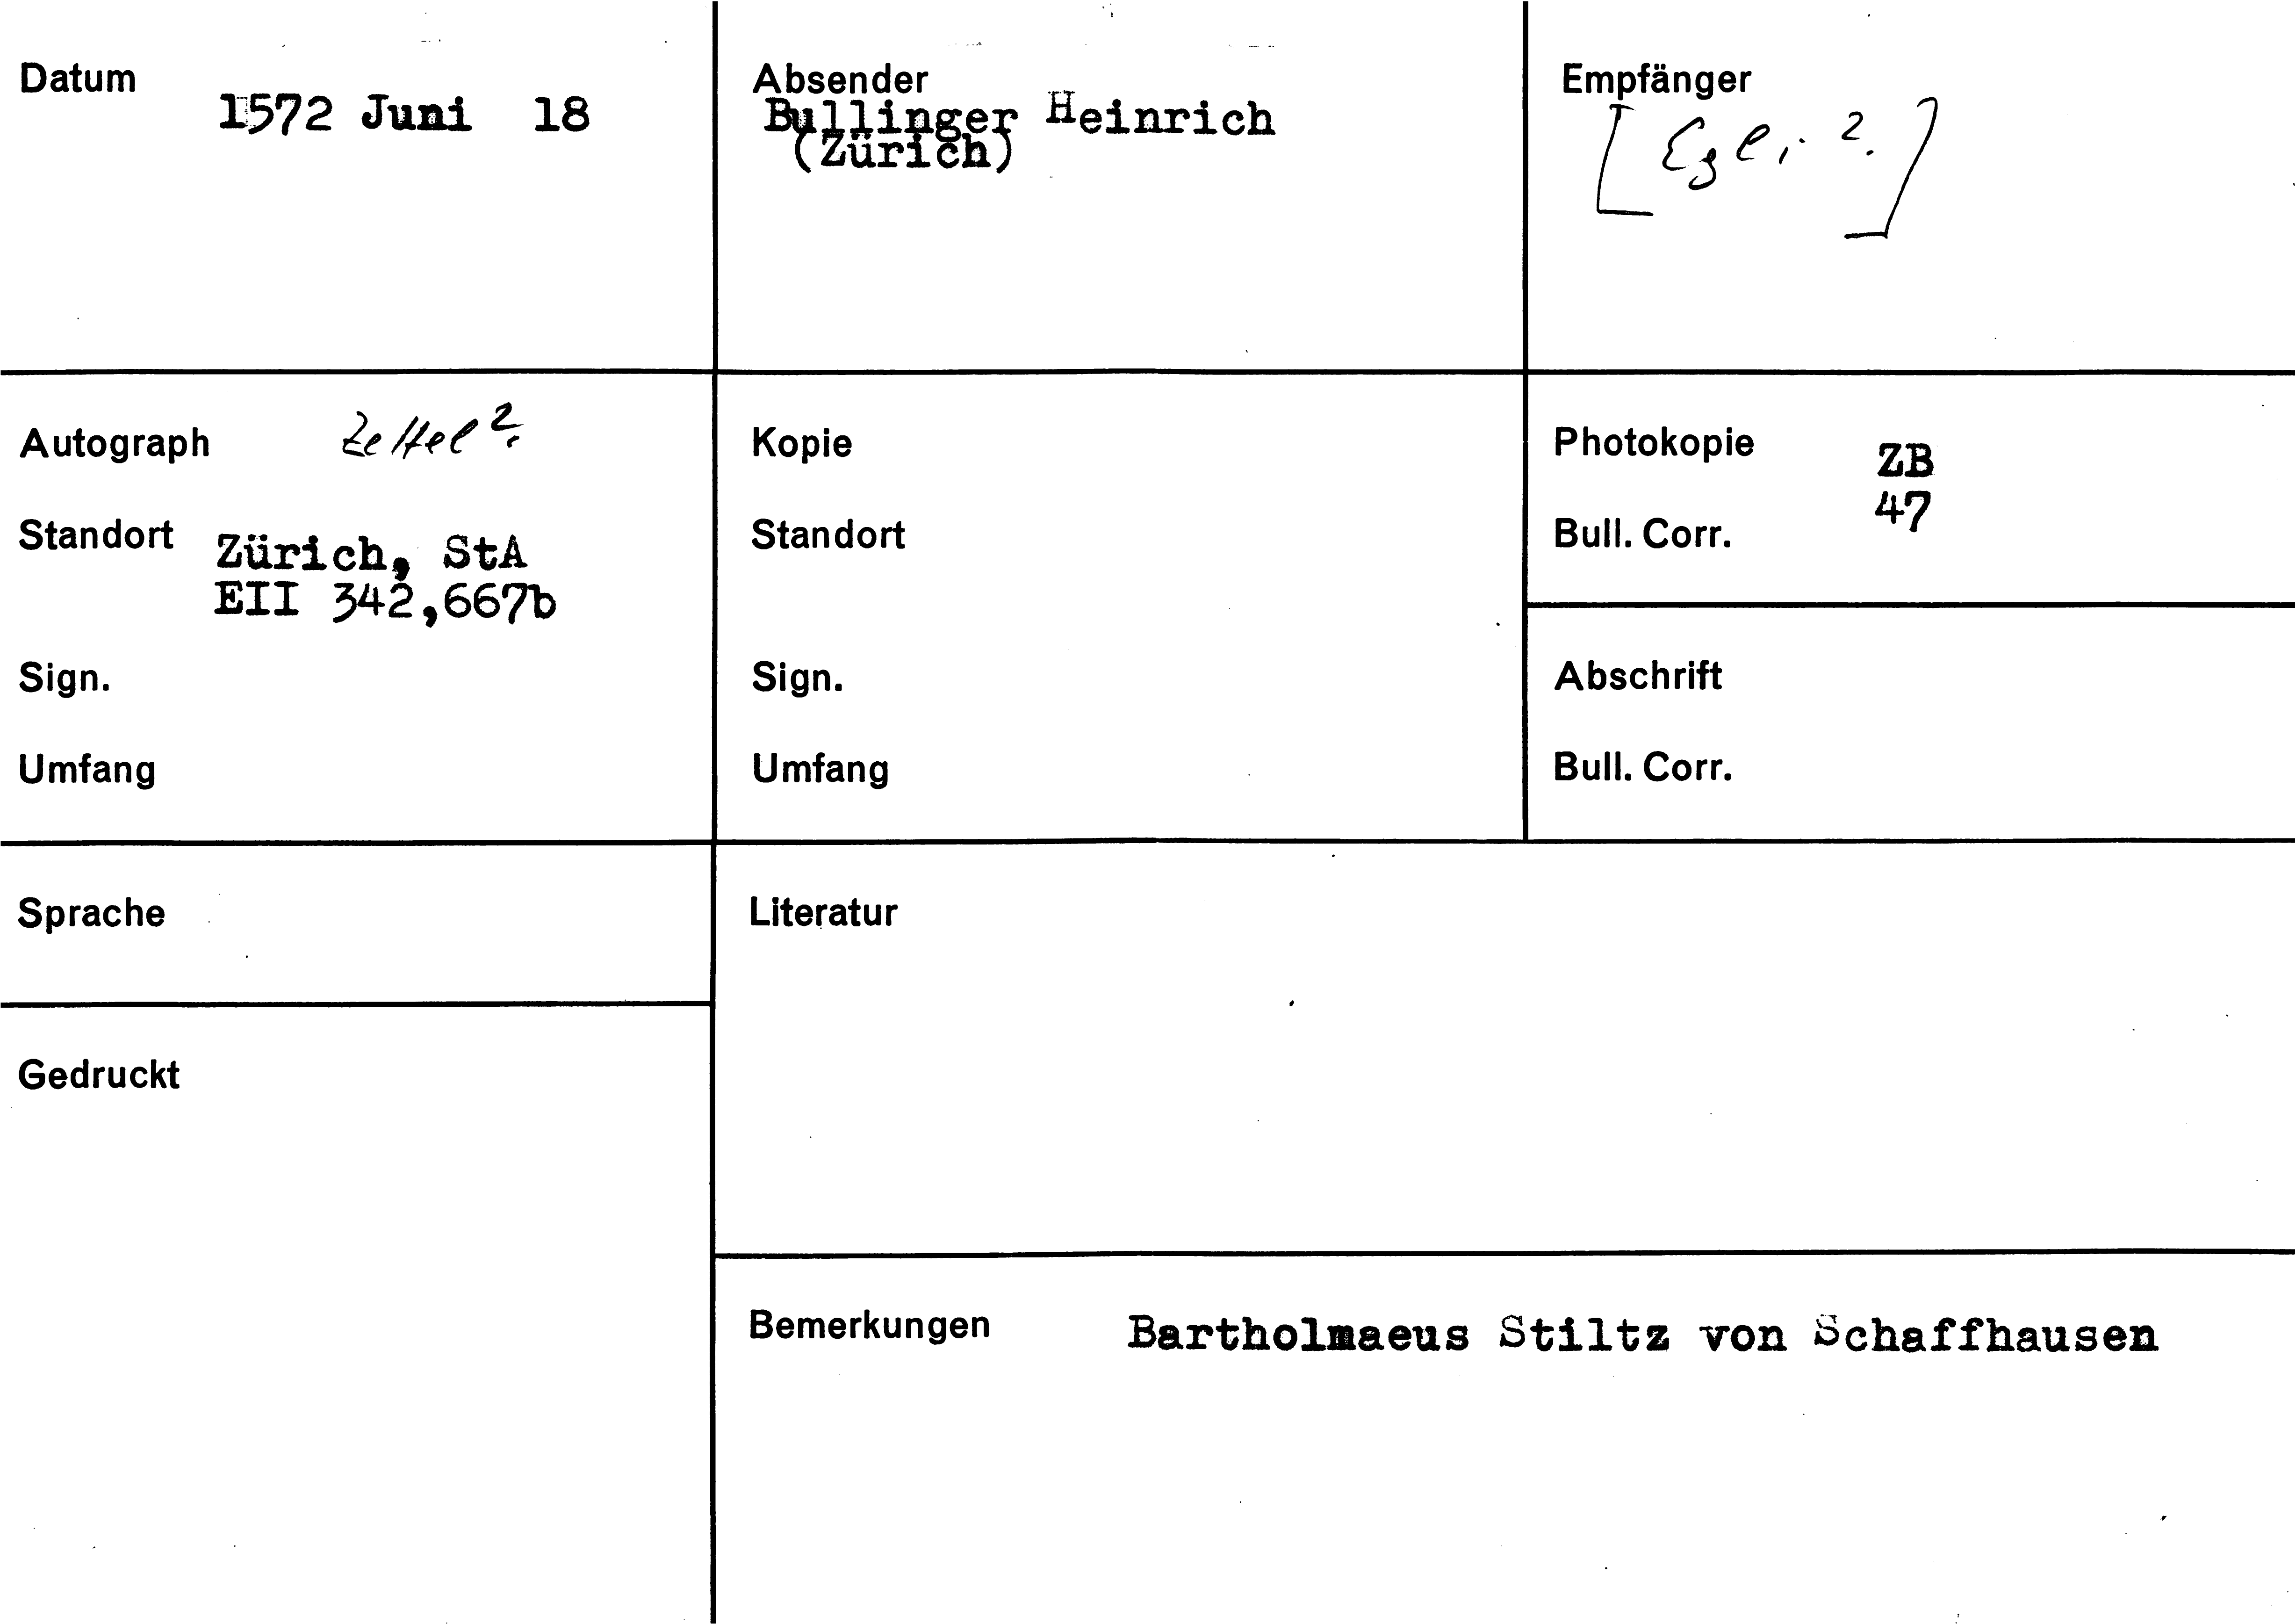 Datum
1572 Juni 18
Absender
Bullinger Heinrich
(Zürich)
Empfänger
[Egli ?]
Autograph Zettel ?
Standort Zürich, StA
EII 342,667b
Sign.
Umfang
Kopie
Standort
Sign.
Umfang
Photokopie ZB
47
Bull. Corr.
Abschrift
Bull. Corr.
Sprache
Gedruckt
Literatur
Bemerkungen Bartholmaeus Stiltz von Schaffhausen